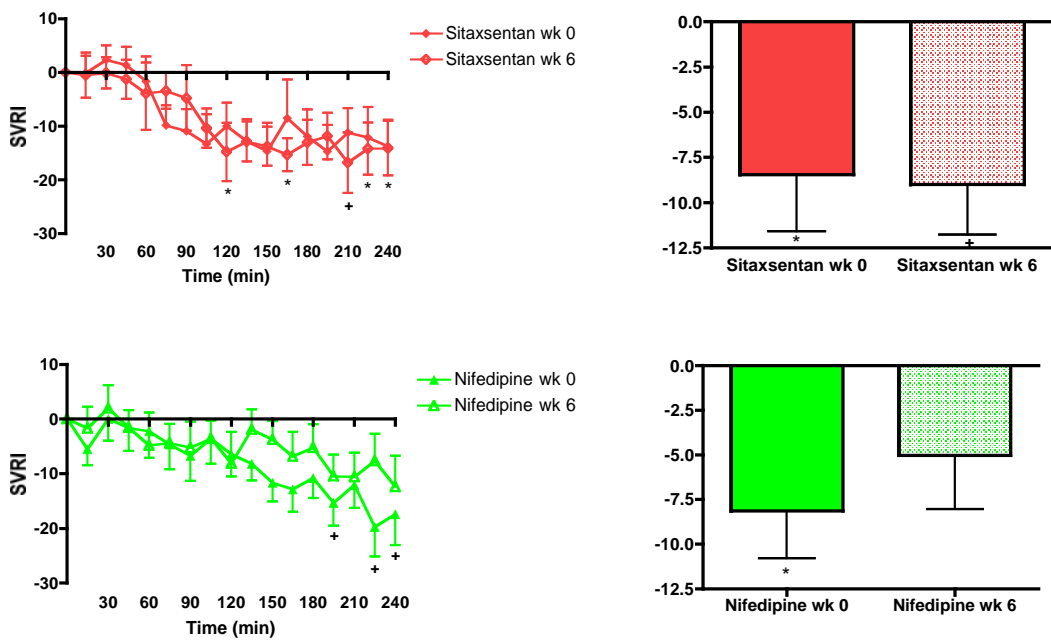 10
0
-10
-20
-30
SVRI
30 60 90 120 150 180 210 240
Time (min)
Sitaxsentan wk 0
Sitaxsentan wk 6
* * + * *
0.0
-2.5
-5.0
-7.5
-10.0
-12.5
* +
Sitaxsentan wk 0 Sitaxsentan wk 6
10
0
-10
-20
-30
SVRI
30 60 90 120 150 180 210 240
Time (min)
Nifedipine wk 0
Nifedipine wk 6
+ + +
0.0
-2.5
-5.0
-7.5
-10.0
-12.5
*
Nifedipine wk 0 Nifedipine wk 6